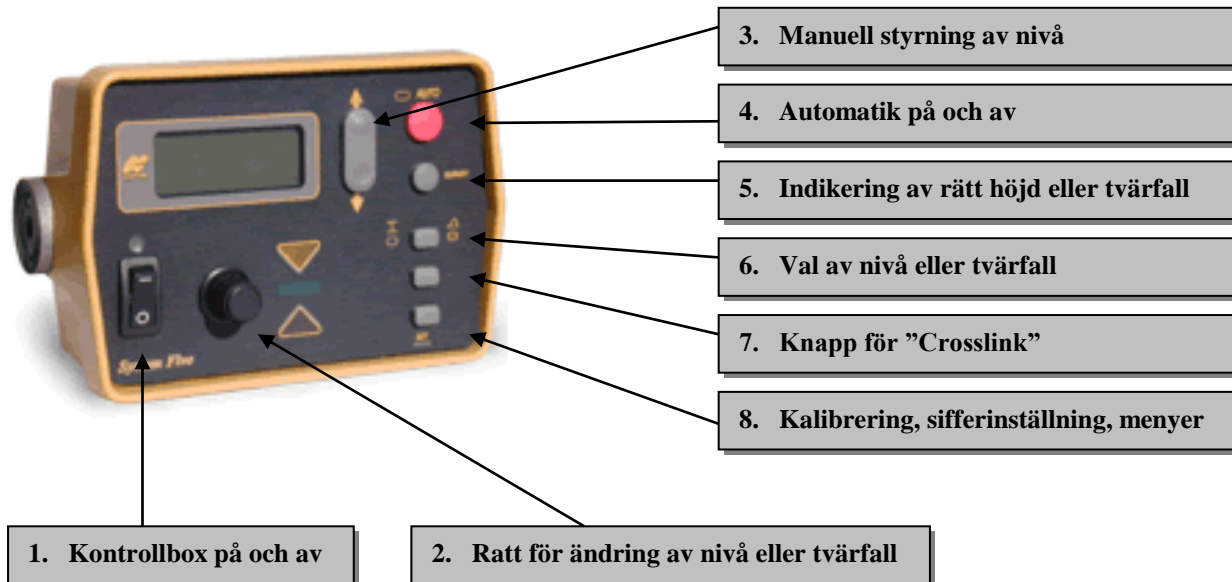 3. Manuell styrning av nivå
AUTO
4. Automatik på och av
SURVEY
5. Indikering av rätt höjd eller tvärfall
6. Val av nivå eller tvärfall
7. Knapp för ”Crosslink”
SET
System Five
8. Kalibrering, sifferinställning, menyer
1. Kontrollbox på och av
2. Ratt för ändring av nivå eller tvärfall